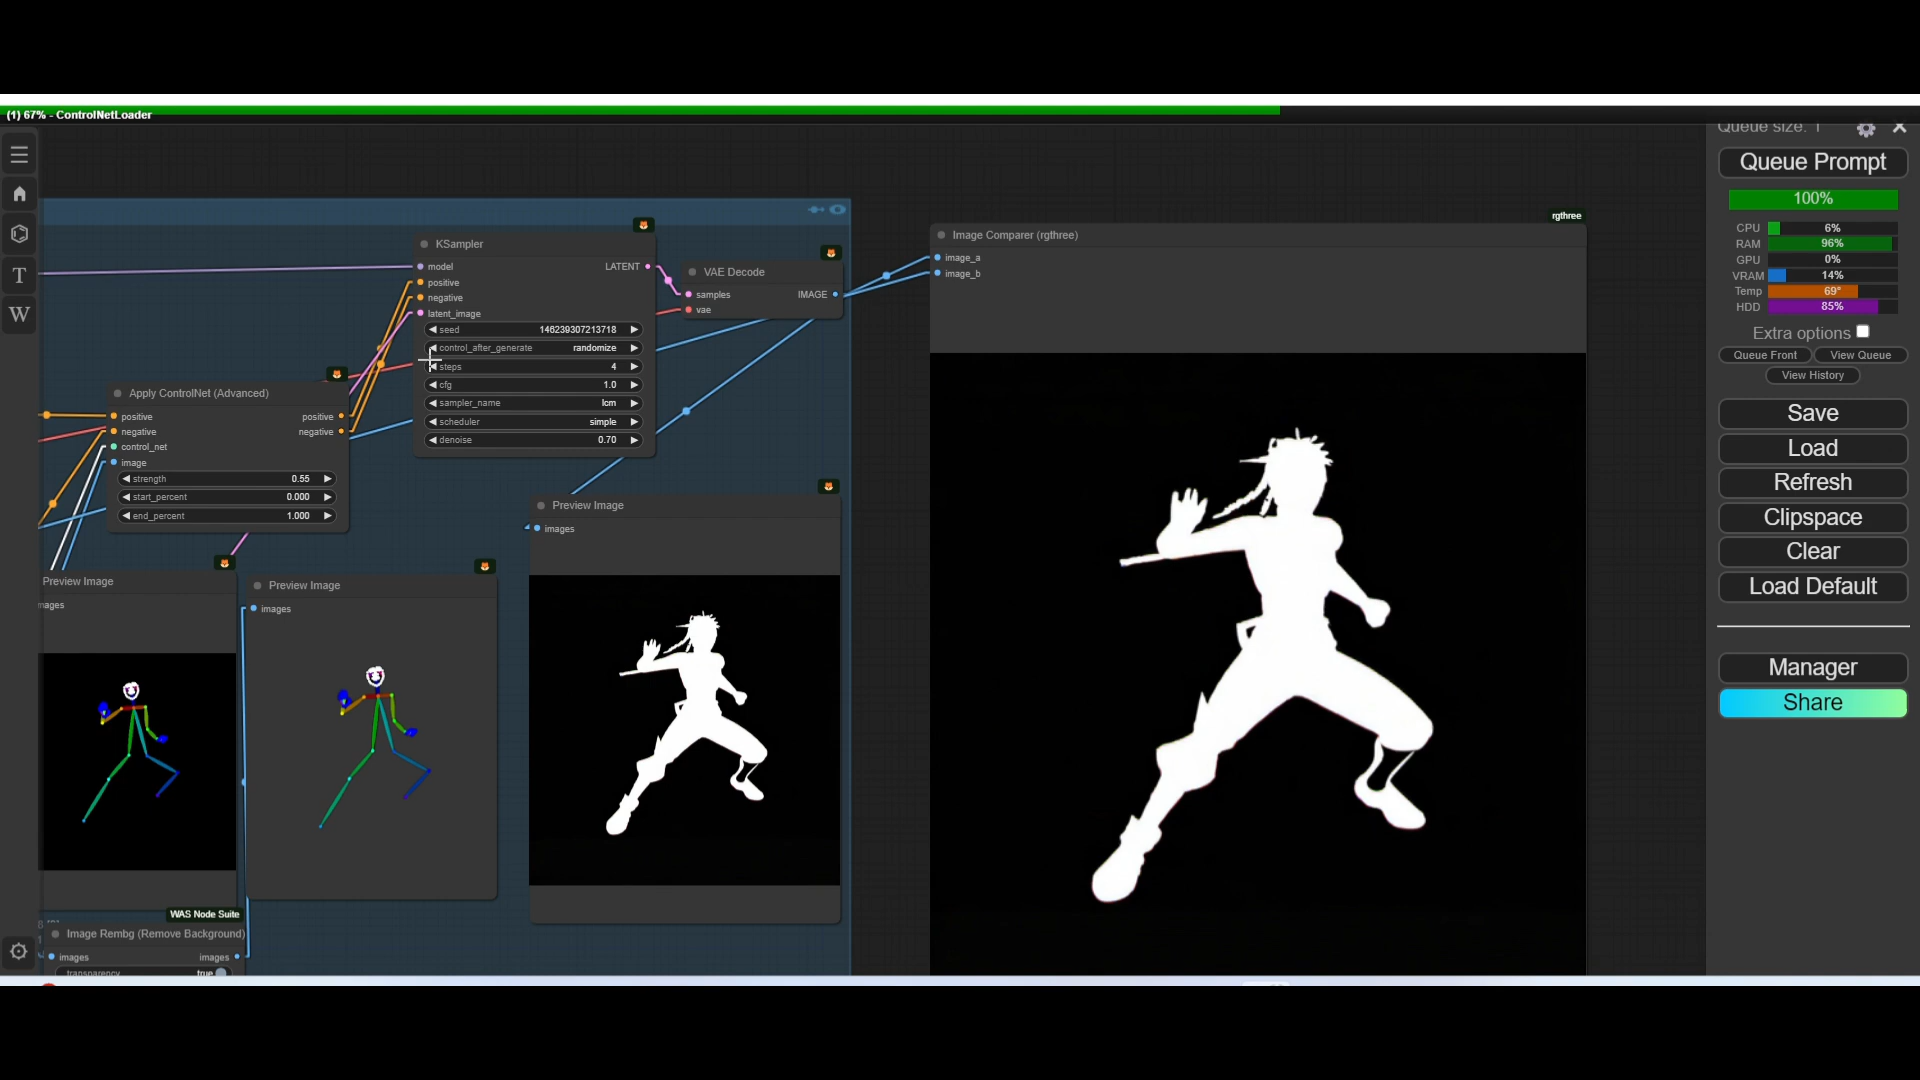 (1) 67% - ControlNetLoader
Queue size: 1
Queue Prompt
100%
CPU 6%
RAM 96%
GPU 0%
VRAM 14%
Temp 69°
HDD 85%
Extra options
Queue Front
View Queue
View History
Save
Load
Refresh
Clipspace
Clear
Load Default
Manager
Share
T
W
KSampler
model LATENT
positive
negative
latent_image
seed 146239307213718
control_after_generate randomize
steps 4
cfg 1.0
sampler_name lcm
scheduler simple
denoise 0.70
VAE Decode
samples IMAGE
vae
rgthree
Image Comparer (rgthree)
image_a
image_b
Apply ControlNet (Advanced)
positive positive
negative negative
control_net
image
strength 0.55
start_percent 0.000
end_percent 1.000
Preview Image
images
Preview Image
mages
Preview Image
images
WAS Node Suite
Image Rembg (Remove Background)
images images
transparency true